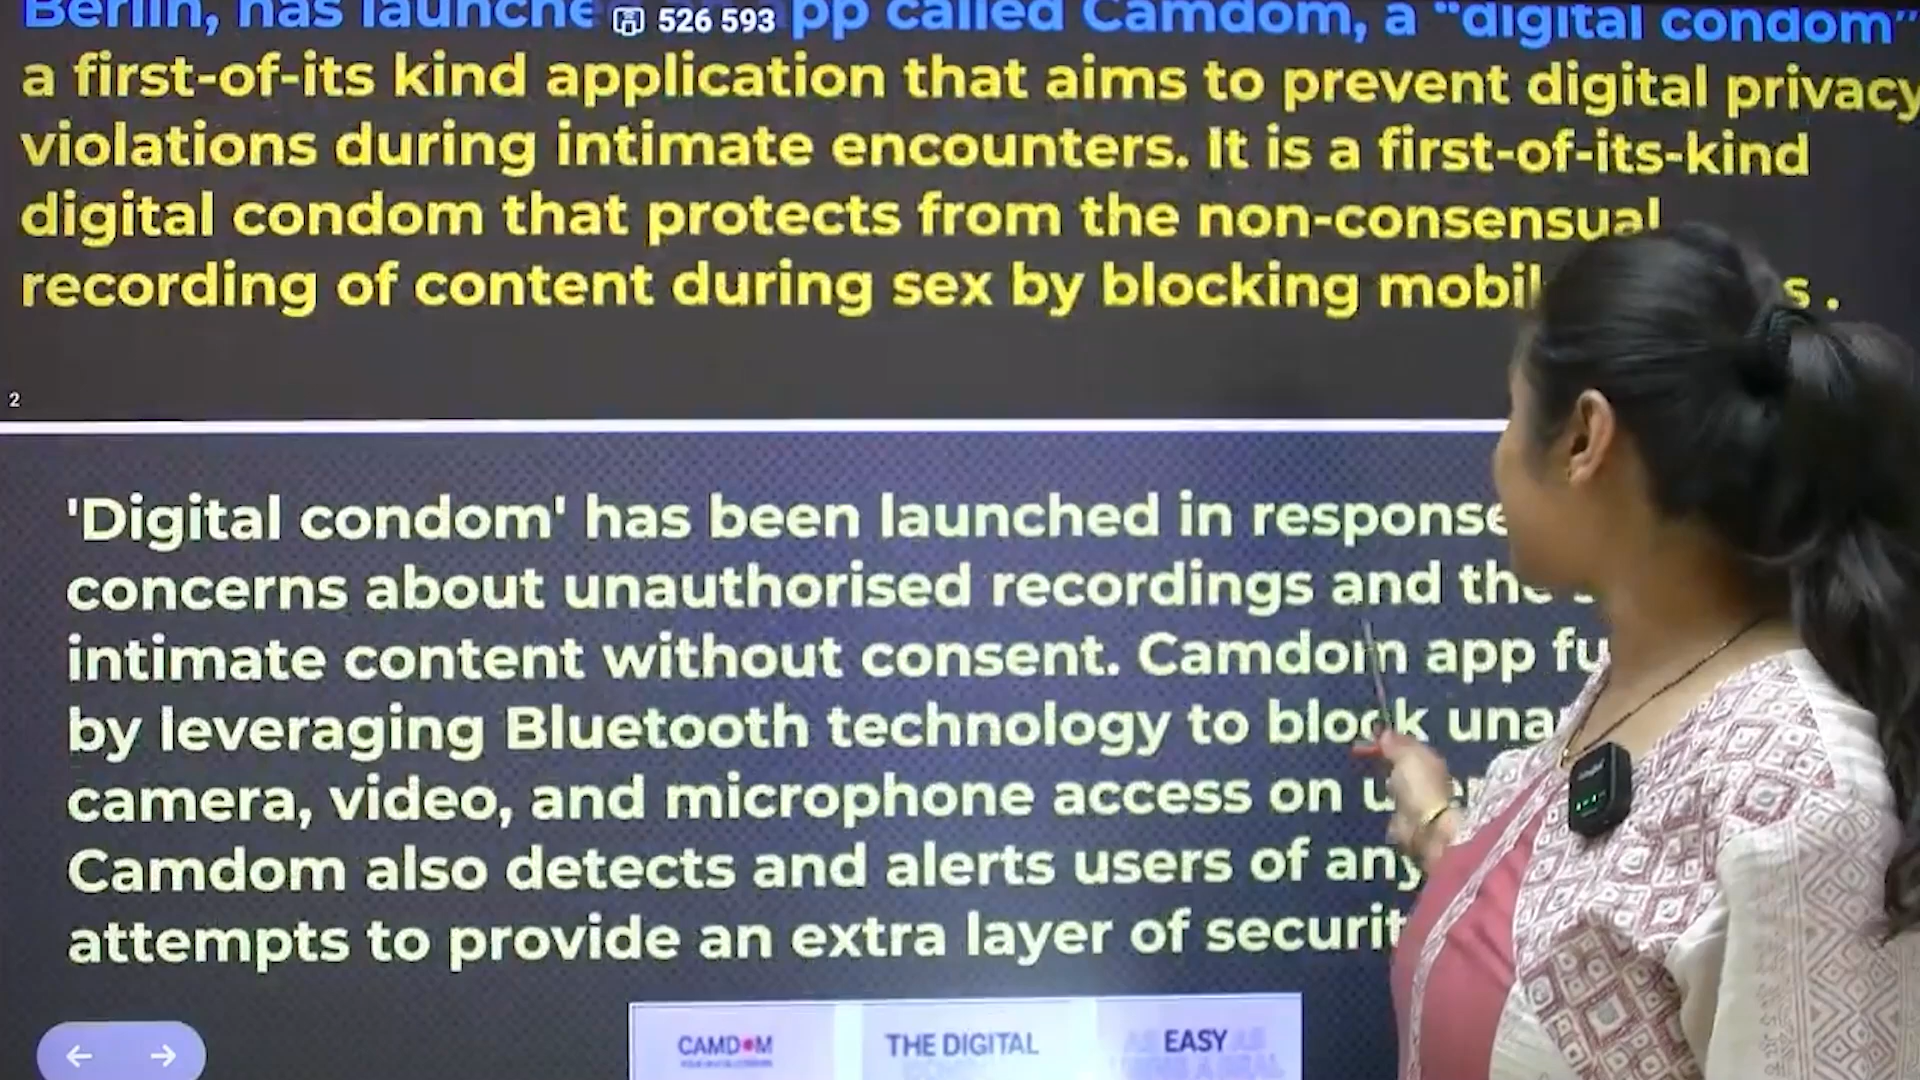 Berlin, has launche 526 593 pp called Camdom, a "digital condom"
a first-of-its kind application that aims to prevent digital privacy
violations during intimate encounters. It is a first-of-its-kind
digital condom that protects from the non-consensual
recording of content during sex by blocking mobil s .
2
'Digital condom' has been launched in response
concerns about unauthorised recordings and the
intimate content without consent. Camdom app fu
by leveraging Bluetooth technology to block una
camera, video, and microphone access on
Camdom also detects and alerts users of any
attempts to provide an extra layer of securit
CAMDOM
THE DIGITAL
EASY